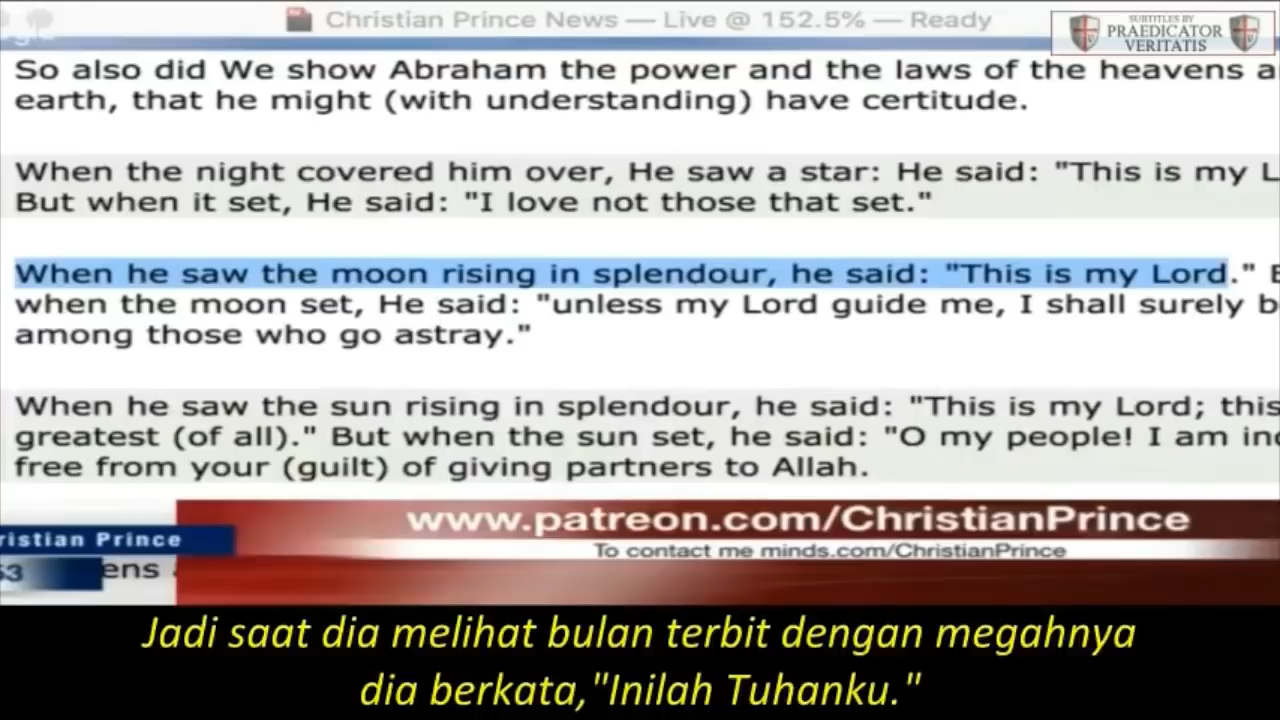 Christian Prince News — Live @ 152.5% — Ready
SUBTITLES BY
PRAEDICATOR
VERITATIS
So also did We show Abraham the power and the laws of the heavens a
earth, that he might (with understanding) have certitude.
When the night covered him over, He saw a star: He said: "This is my L
But when it set, He said: "I love not those that set."
When he saw the moon rising in splendour, he said: "This is my Lord." B
when the moon set, He said: "unless my Lord guide me, I shall surely b
among those who go astray."
When he saw the sun rising in splendour, he said: "This is my Lord; this
greatest (of all)." But when the sun set, he said: "O my people! I am ind
free from your (guilt) of giving partners to Allah.
www.patreon.com/ChristianPrince
ristian Prince
To contact me minds.com/ChristianPrince
53
ens
Jadi saat dia melihat bulan terbit dengan megahnya
dia berkata,"Inilah Tuhanku."